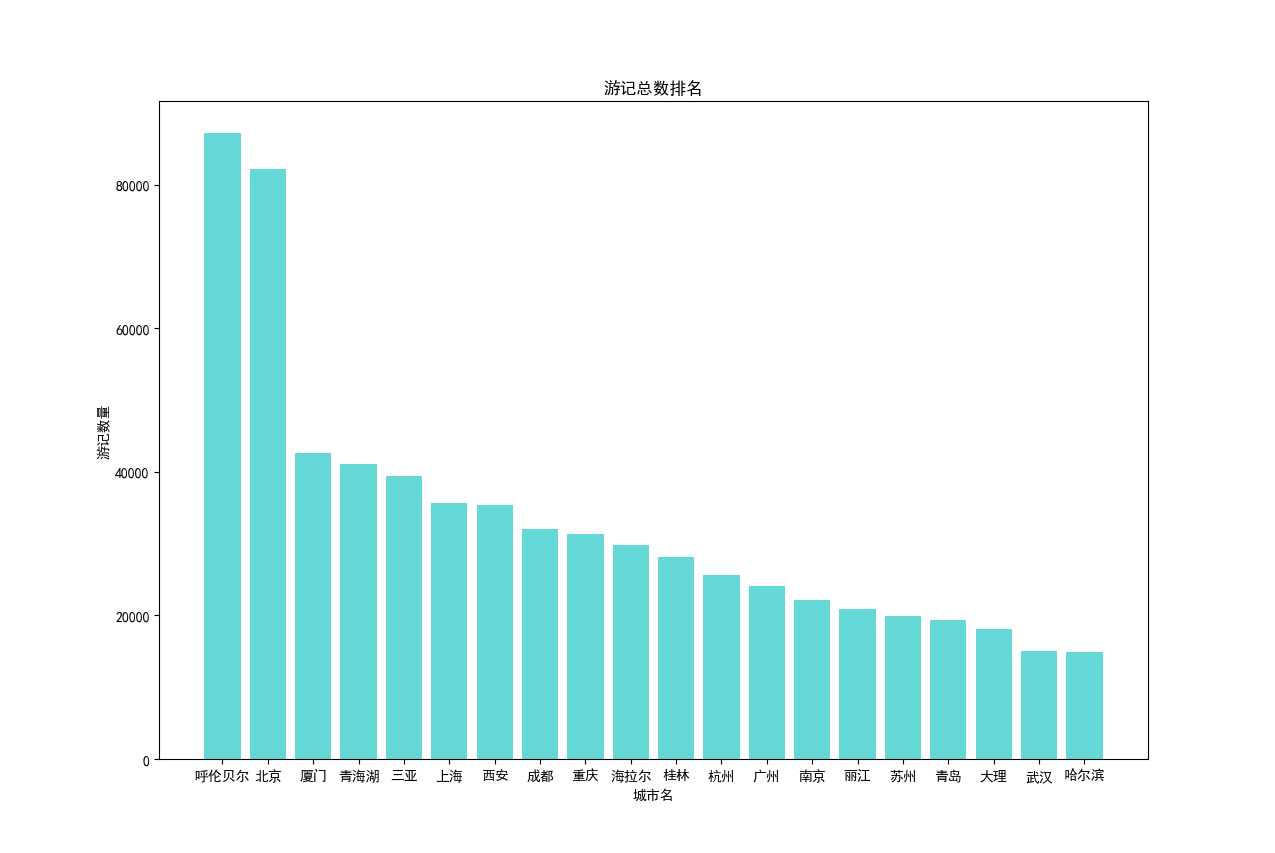 游记总数排名
游记数量
80000
60000
40000
20000
0
呼伦贝尔 北京 厦门 青海湖 三亚 上海 西安 成都 重庆 海拉尔 桂林 杭州 广州 南京 丽江 苏州 青岛 大理 武汉 哈尔滨
城市名